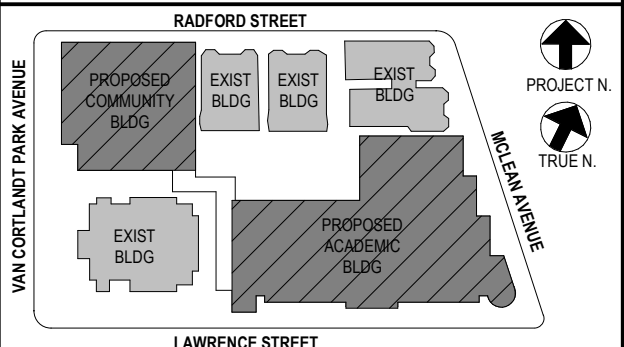 RADFORD STREET
PROPOSED
COMMUNITY
BLDG
EXIST
BLDG
EXIST
BLDG
EXIST
BLDG
PROJECT N.
TRUE N.
VAN CORTLANDT PARK AVENUE
MCLEAN AVENUE
EXIST
BLDG
PROPOSED
ACADEMIC
BLDG
LAWRENCE STREET